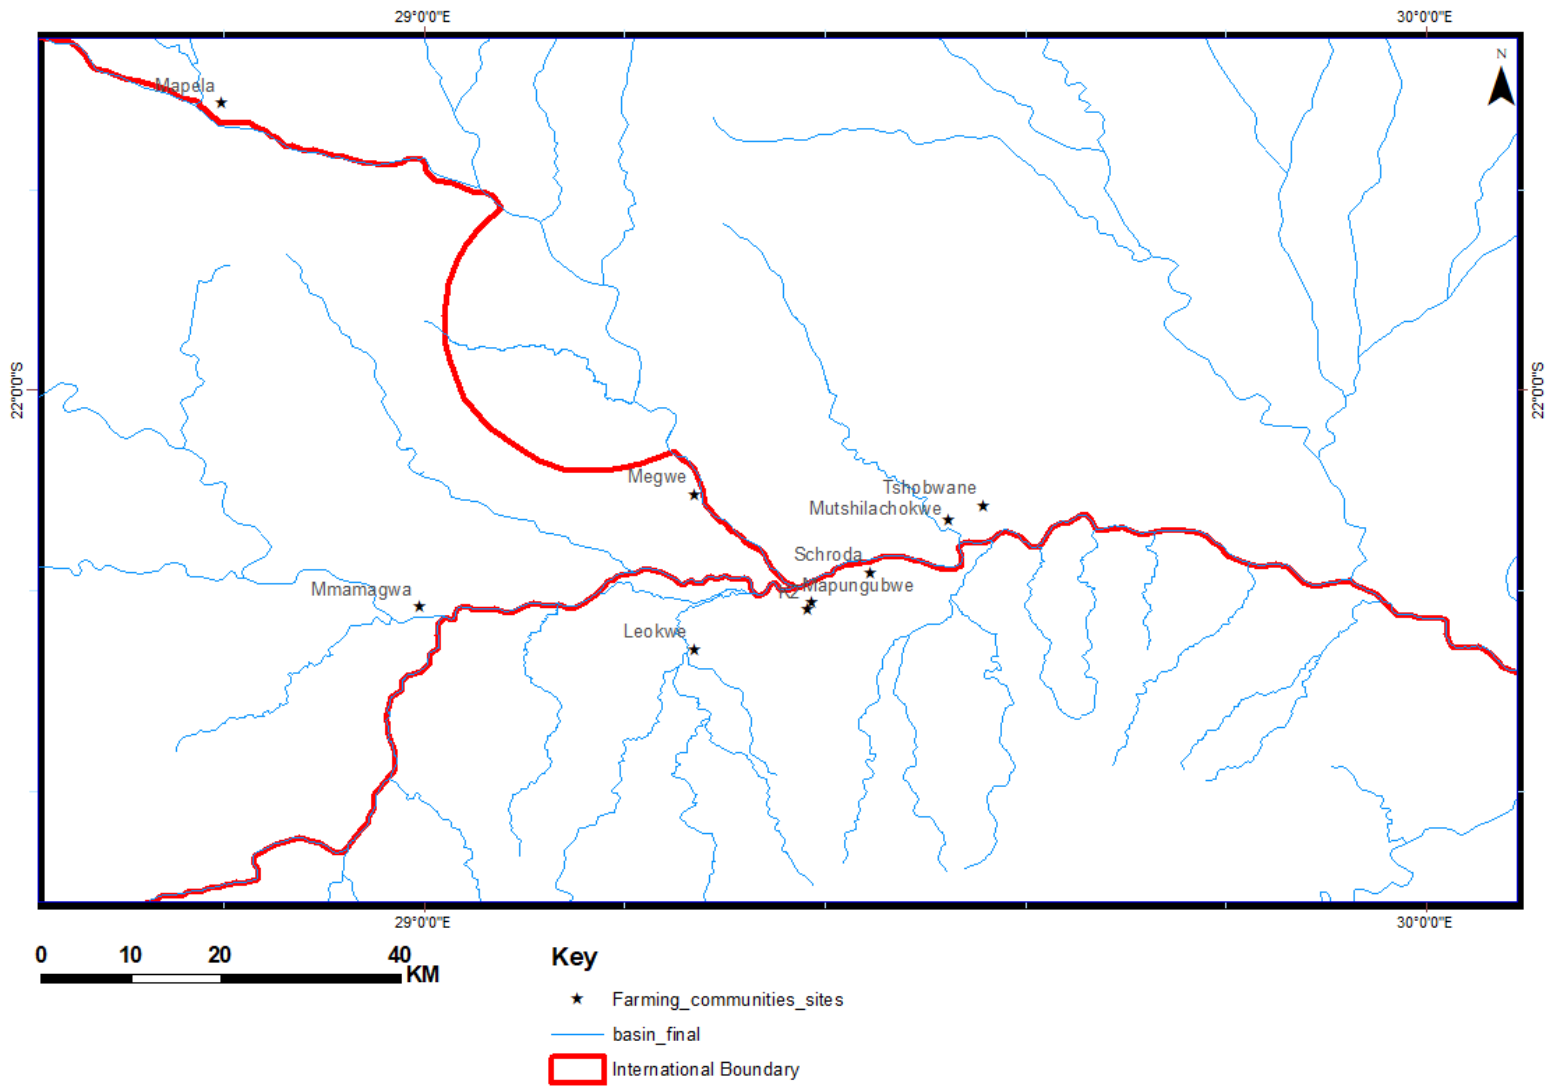 29°0'0"E
30°0'0"E
N
Mapela
22°0'0"S
22°0'0"S
Megwe
Tshobwane
Mutshilachokwe
Schroda
Mmamagwa
K2
Mapungubwe
Leokwe
29°0'0"E
30°0'0"E
0 10 20 40
KM
Key
Farming_communities_sites
basin_final
International Boundary